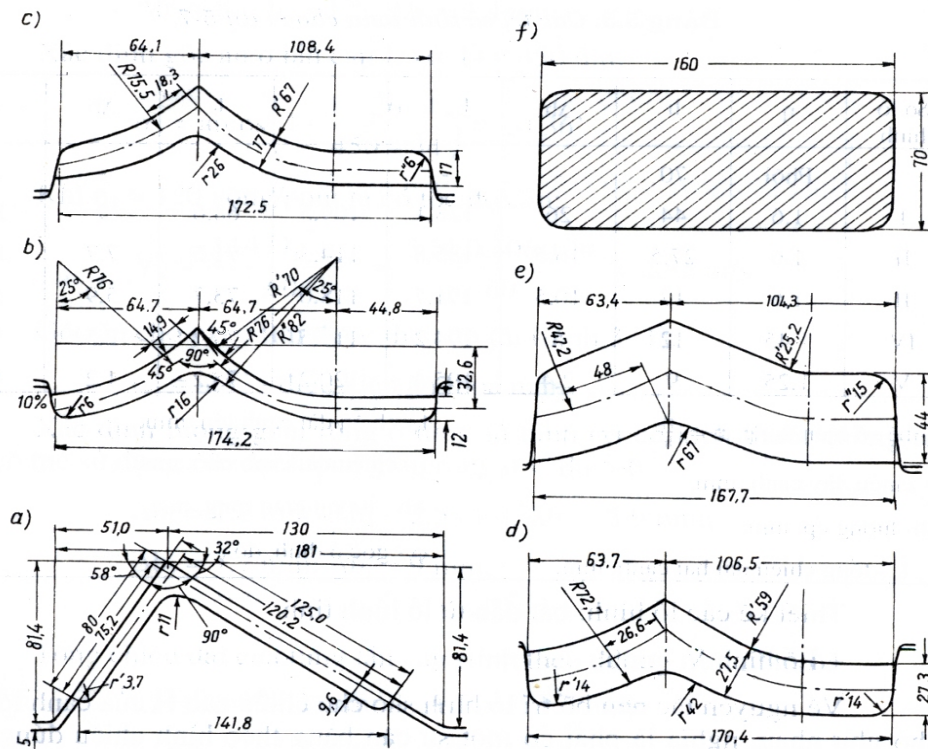 c)
64,1
108,4
R75,5
18,3
R'67
17
r26
r"6
17
172,5
b)
R76
25°
64.7
64.7
R'70
25°
44,8
14,9
45°
R76
R"82
90°
45°
32,6
10%
r6
r16
12
174,2
a)
51,0
130
181
32°
58°
81,4
80
75,2
125,0
120,2
90°
r11
81,4
r'3,7
9,6
5
141,8
f)
160
70
e)
63,4
104,3
R47,2
R'25,2
48
r"15
44
r67
167,7
d)
63.7
106,5
26,6
R'59
27,5
r'14
r42
r'14
27,3
170,4